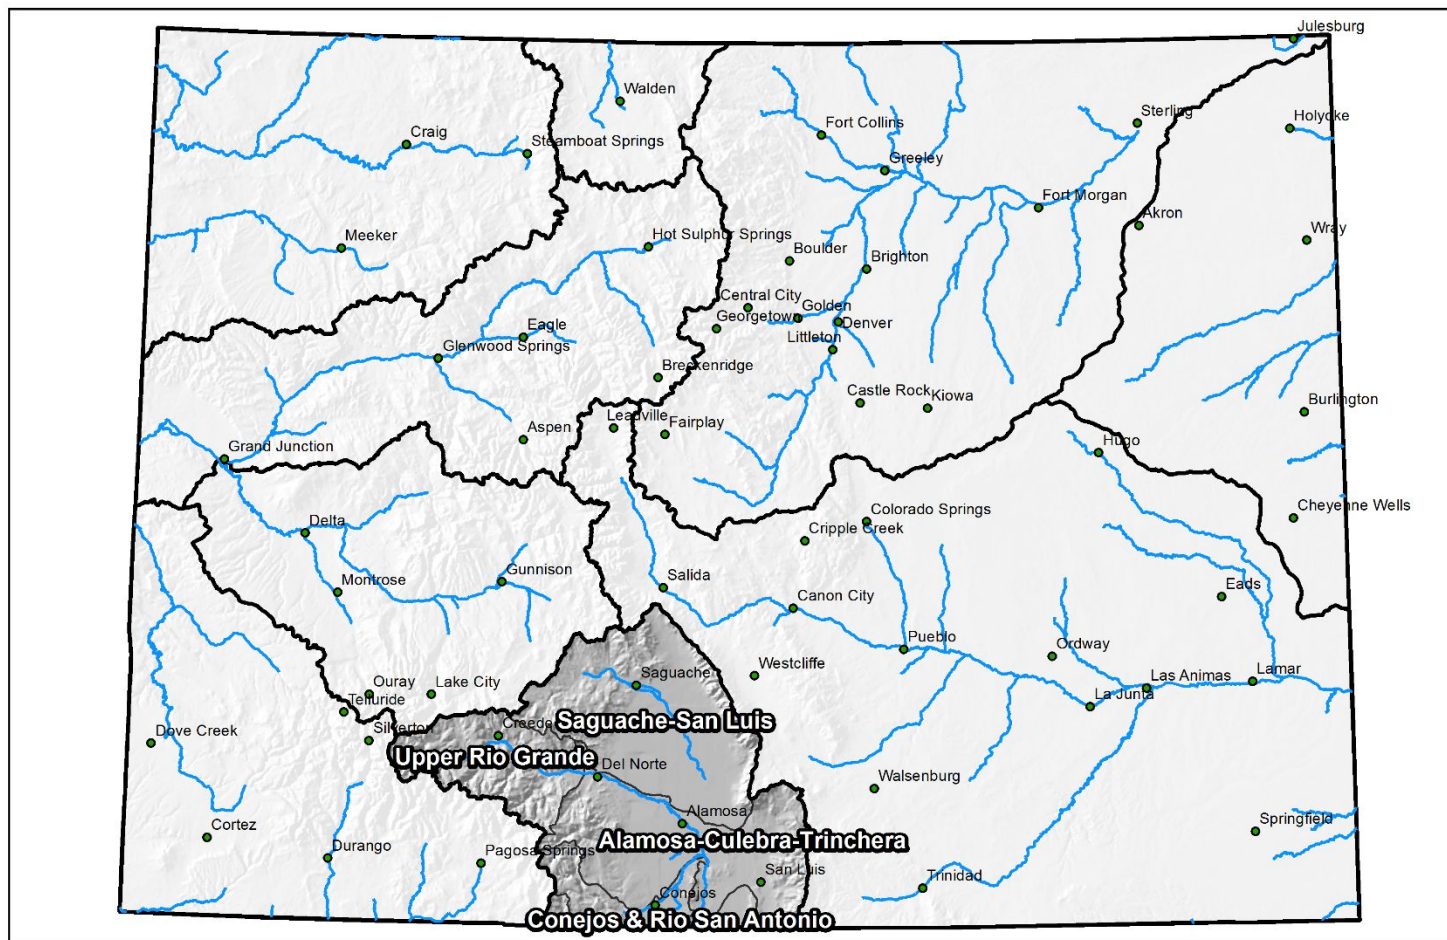 Julesburg
Walden
Sterling
Holyoke
Fort Collins
Craig
Steamboat Springs
Greeley
Fort Morgan
Akron
Wray
Meeker
Hot Sulphur Springs
Boulder
Brighton
Central City
Golden
Georgetown
Denver
Eagle
Littleton
Glenwood Springs
Breckenridge
Castle Rock
Kiowa
Burlington
Leadville
Fairplay
Aspen
Hugo
Grand Junction
Cheyenne Wells
Colorado Springs
Delta
Cripple Creek
Gunnison
Montrose
Salida
Eads
Canon City
Pueblo
Ordway
Westcliffe
Saguache
Las Animas
Lamar
Ouray
Lake City
La Junta
Telluride
Saguache-San Luis
Silverton
Creede
Dove Creek
Upper Rio Grande
Del Norte
Walsenburg
Alamosa
Springfield
Cortez
Alamosa-Culebra-Trinchera
Durango
Pagosa Springs
San Luis
Trinidad
Conejos
Conejos & Rio San Antonio